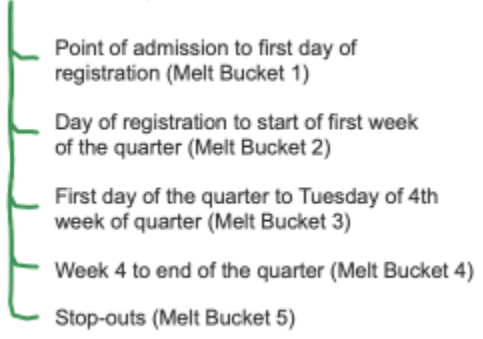 Point of admission to first day of
registration (Melt Bucket 1)
Day of registration to start of first week
of the quarter (Melt Bucket 2)
First day of the quarter to Tuesday of 4th
week of quarter (Melt Bucket 3)
Week 4 to end of the quarter (Melt Bucket 4)
Stop-outs (Melt Bucket 5)